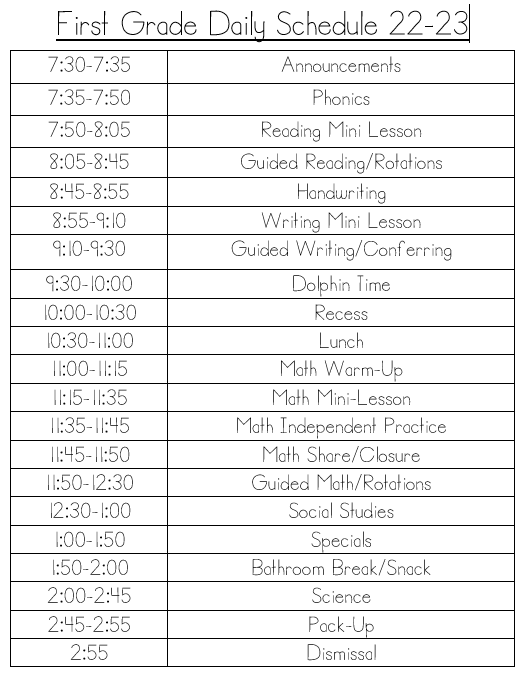 First Grade Daily Schedule 22-23
7:30-7:35 Announcements
7:35-7:50 Phonics
7:50-8:05 Reading Mini Lesson
8:05-8:45 Guided Reading/Rotations
8:45-8:55 Handwriting
8:55-9:10 Writing Mini Lesson
9:10-9:30 Guided Writing/Conferring
9:30-10:00 Dolphin Time
10:00-10:30 Recess
10:30-11:00 Lunch
11:00-11:15 Math Warm-Up
11:15-11:35 Math Mini-Lesson
11:35-11:45 Math Independent Practice
11:45-11:50 Math Share/Closure
11:50-12:30 Guided Math/Rotations
12:30-1:00 Social Studies
1:00-1:50 Specials
1:50-2:00 Bathroom Break/Snack
2:00-2:45 Science
2:45-2:55 Pack-Up
2:55 Dismissal